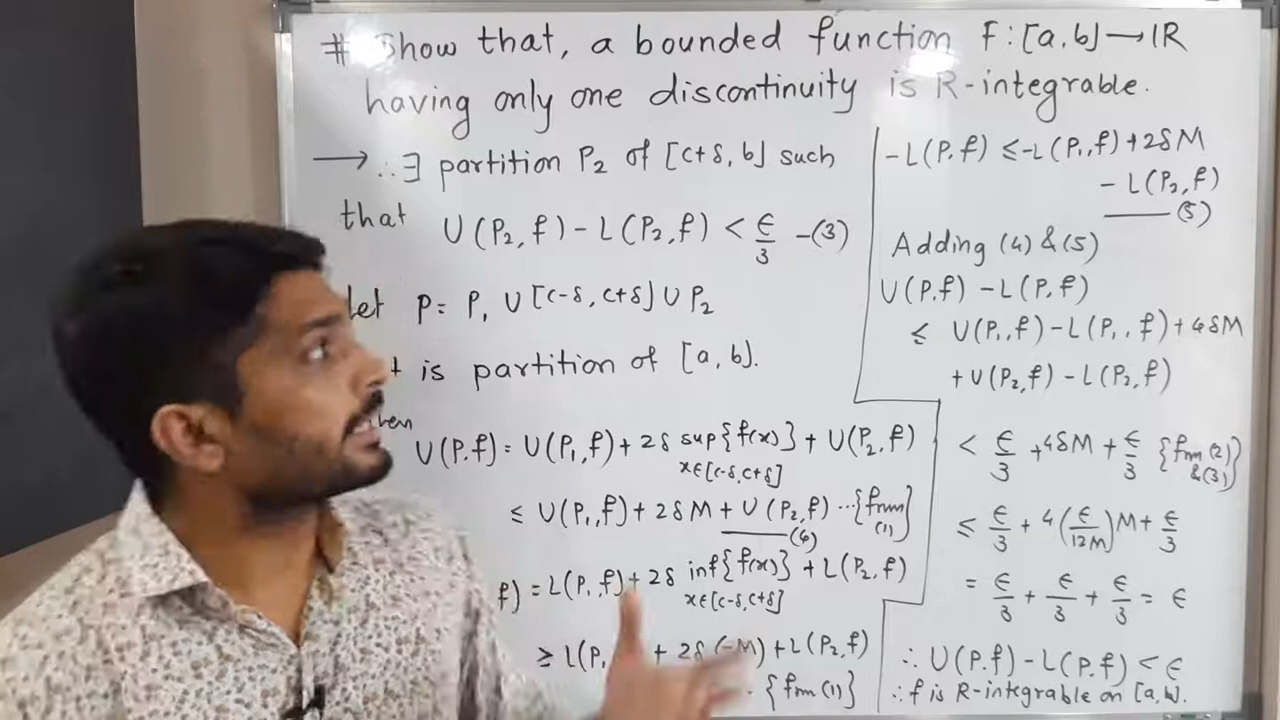 # Show that, a bounded function f:[a,b]→IR
having only one discontinuity is R-integrable.
→ ∴ ∃ partition P₂ of [c+δ, b] such
that U(P₂,f)-L(P₂,f) < ϵ/3 -(3)
Let P= P₁ ∪ [c-δ, c+δ] ∪ P₂
is partition of [a,b].
U(P.f)= U(P₁,f)+ 2δ sup{f(x)} + U(P₂,f)
x∈[c-δ,c+δ]
≤ U(P₁,f)+ 2δM + U(P₂,f) ...{from (1)}
—(4)
f) = L(P₁,f)+2δ inf{f(x)} + L(P₂,f)
x∈[c-δ,c+δ]
≥ L(P₁ + 2δ(-M)+L(P₂,f)
{from (1)}
-L(P.f) ≤ -L(P₁,f)+2δM
- L(P₂,f)
—(5)
Adding (4) & (5)
U(P.f) -L(P,f)
≤ U(P₁,f)-L(P₁,f)+4δM
+U(P₂,f)-L(P₂,f)
< ϵ/3 +4δM+ϵ/3 {from (2) &(3)}
≤ ϵ/3 + 4(ϵ/12M)M+ϵ/3
= ϵ/3 + ϵ/3 + ϵ/3 = ϵ
∴ U(P.f)-L(P.f) < ϵ
∴ f is R-integrable on [a,b].